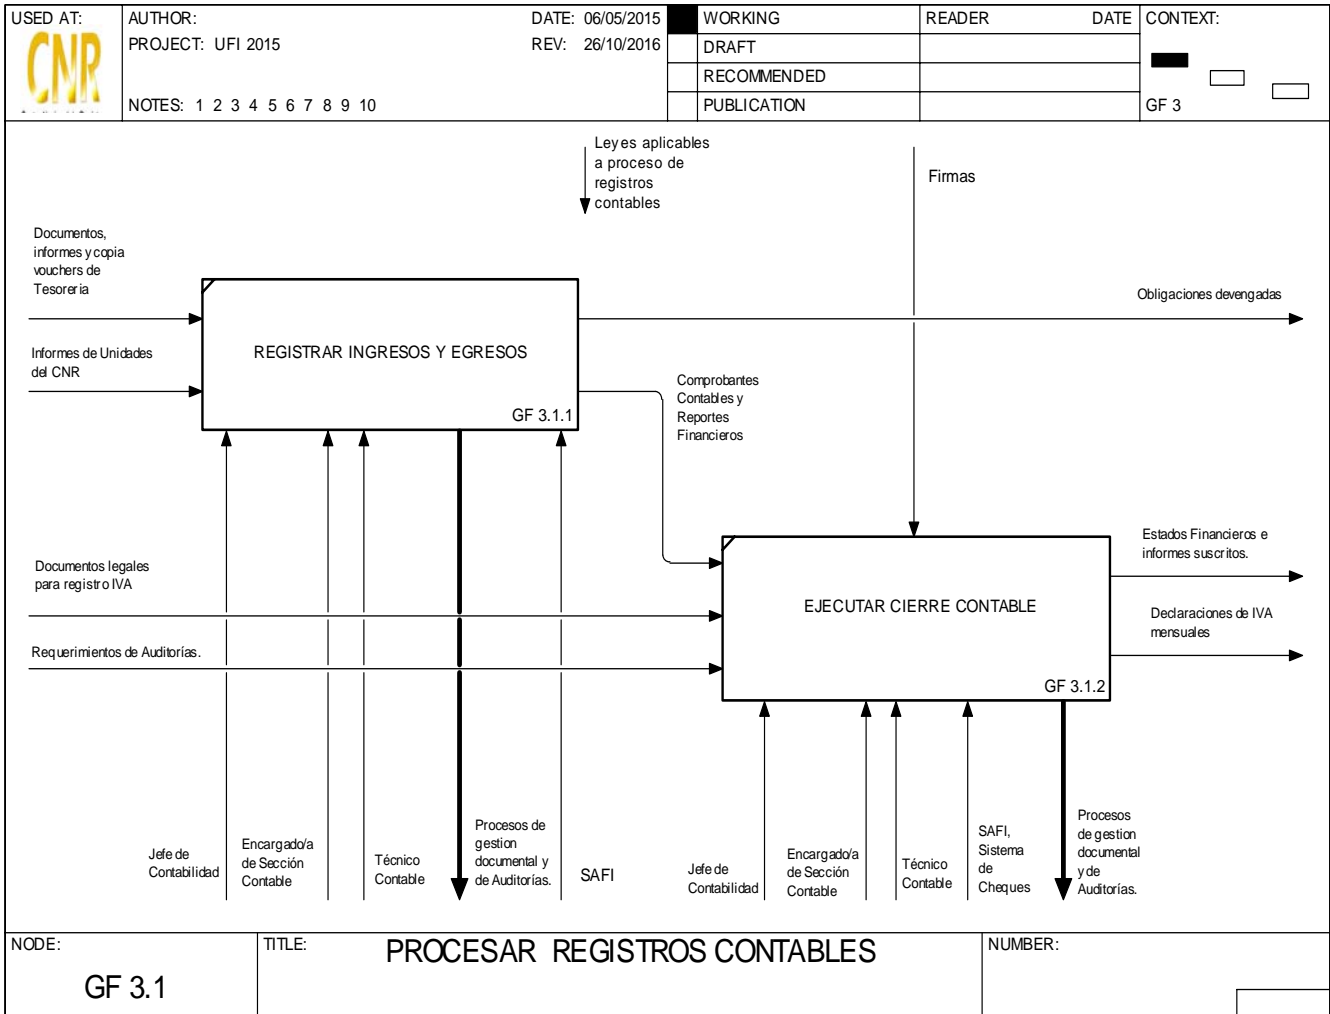 USED AT:
AUTHOR:
DATE: 06/05/2015
WORKING
READER
DATE
CONTEXT:
CNR
PROJECT: UFI 2015
REV: 26/10/2016
DRAFT
RECOMMENDED
NOTES: 1 2 3 4 5 6 7 8 9 10
PUBLICATION
GF 3
Leyes aplicables
a proceso de
registros
contables
Firmas
Documentos,
informes y copia
vouchers de
Tesoreria
Obligaciones devengadas
Informes de Unidades
del CNR
REGISTRAR INGRESOS Y EGRESOS
GF 3.1.1
Comprobantes
Contables y
Reportes
Financieros
Documentos legales
para registro IVA
Requerimientos de Auditorías.
EJECUTAR CIERRE CONTABLE
GF 3.1.2
Estados Financieros e
informes suscritos.
Declaraciones de IVA
mensuales
Jefe de
Contabilidad
Encargado/a
de Sección
Contable
Técnico
Contable
Procesos de
gestion
documental y
de Auditorías.
SAFI
Jefe de
Contabilidad
Encargado/a
de Sección
Contable
Técnico
Contable
SAFI,
Sistema
de
Cheques
Procesos
de gestion
documental
y de
Auditorías.
NODE:
GF 3.1
TITLE:
PROCESAR REGISTROS CONTABLES
NUMBER: